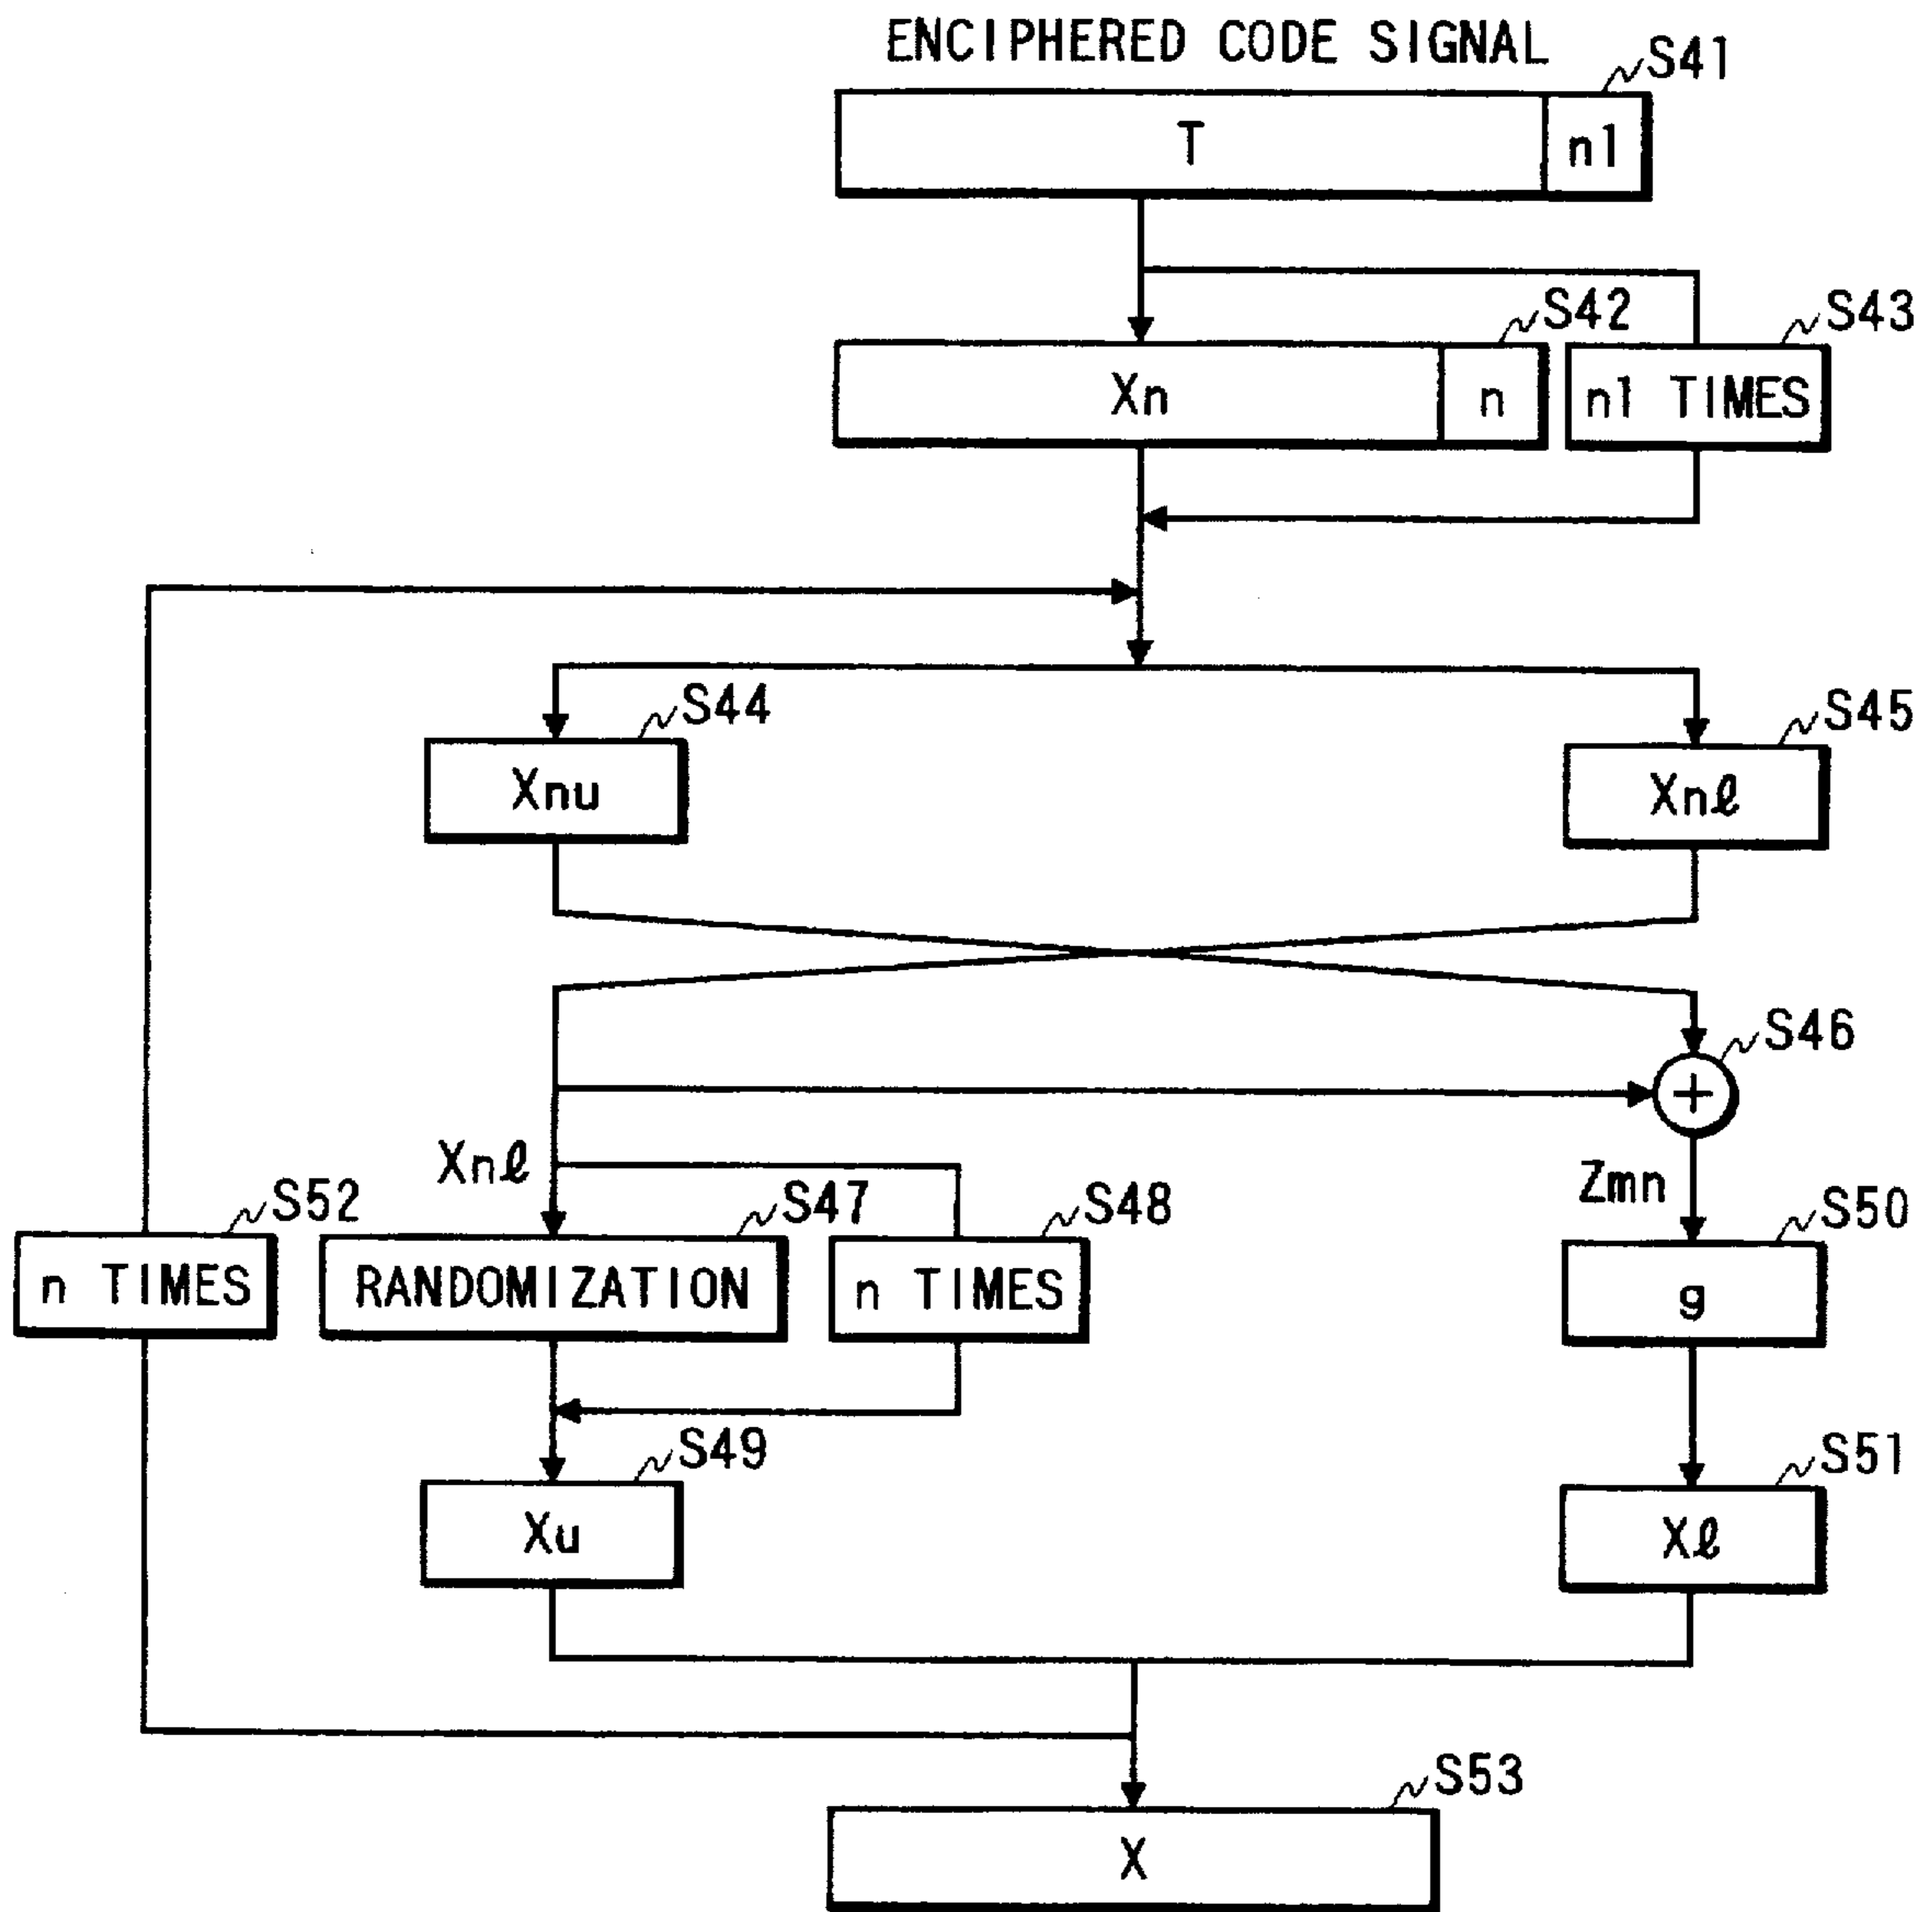 ENCIPHERED CODE SIGNAL
S41
T
n1
S42
S43
Xn
n
n1 TIMES
S44
S45
Xnu
Xnℓ
S46
Xnℓ
Zmn
S52
S47
S48
S50
n TIMES
RANDOMIZATION
n TIMES
g
S49
S51
Xu
Xℓ
S53
X